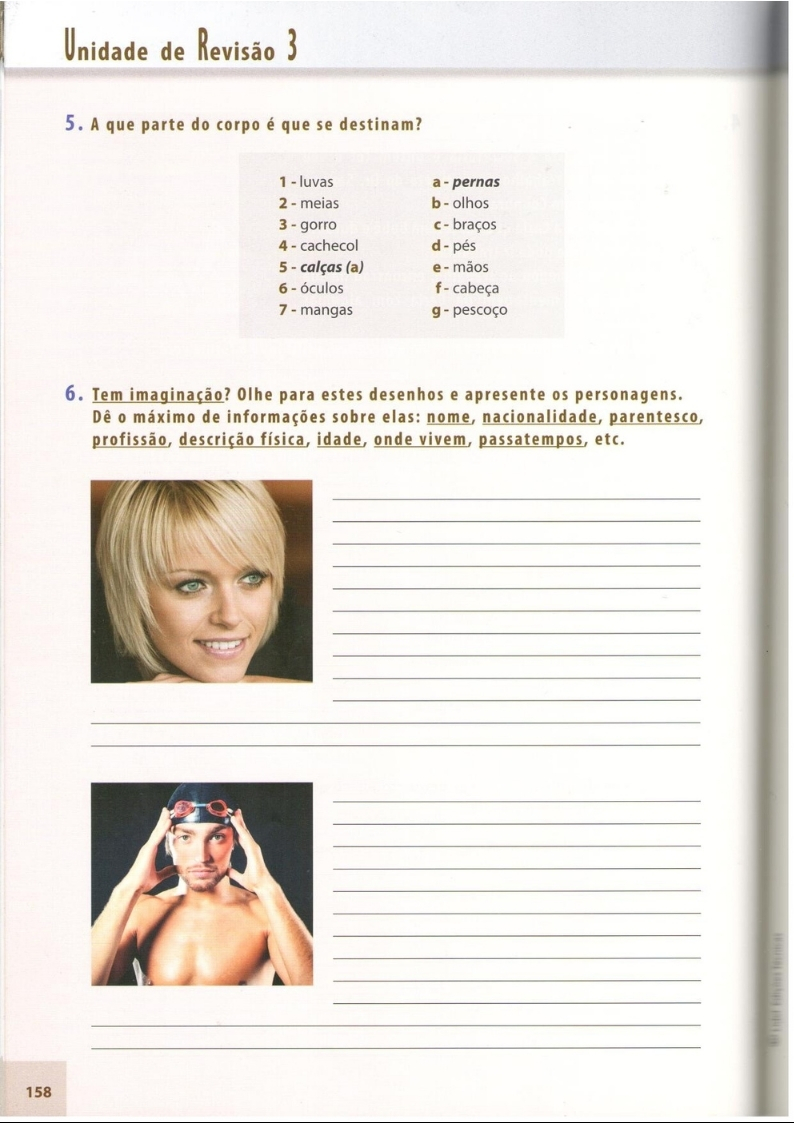 Unidade de Revisão 3
5. A que parte do corpo é que se destinam?
1 - luvas
2 - meias
3 - gorro
4 - cachecol
5 - calças (a)
6 - óculos
7 - mangas
a - pernas
b - olhos
c - braços
d - pés
e - mãos
f - cabeça
g - pescoço
6. Tem imaginação? Olhe para estes desenhos e apresente os personagens.
Dê o máximo de informações sobre elas: nome, nacionalidade, parentesco,
profissão, descrição física, idade, onde vivem, passatempos, etc.
158